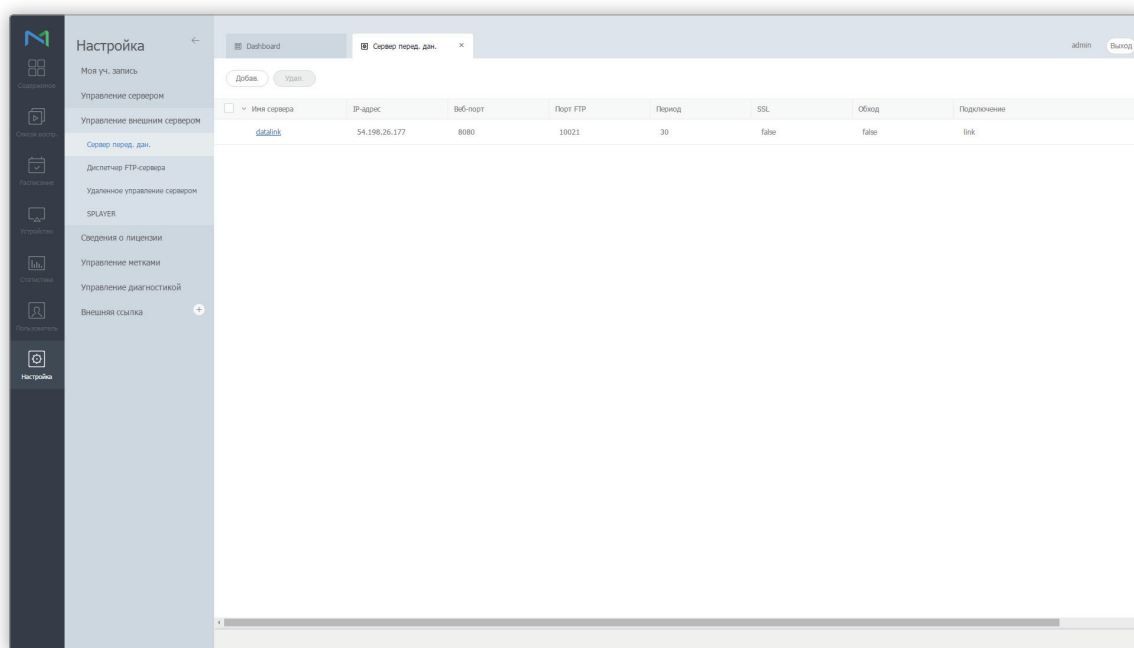 Настройка
Dashboard
Сервер перед. дан.
admin
Выход
Содержимое
Список воспр.
Расписание
Устройство
Статистика
Пользователь
Настройка
Моя уч. запись
Управление сервером
Управление внешним сервером
Сервер перед. дан.
Диспетчер FTP-сервера
Удаленное управление сервером
SPLAYER
Сведения о лицензии
Управление метками
Управление диагностикой
Внешняя ссылка
Добав.
Удал.
Имя сервера IP-адрес Веб-порт Порт FTP Период SSL Обход Подключение
datalink 54.198.26.177 8080 10021 30 false false link